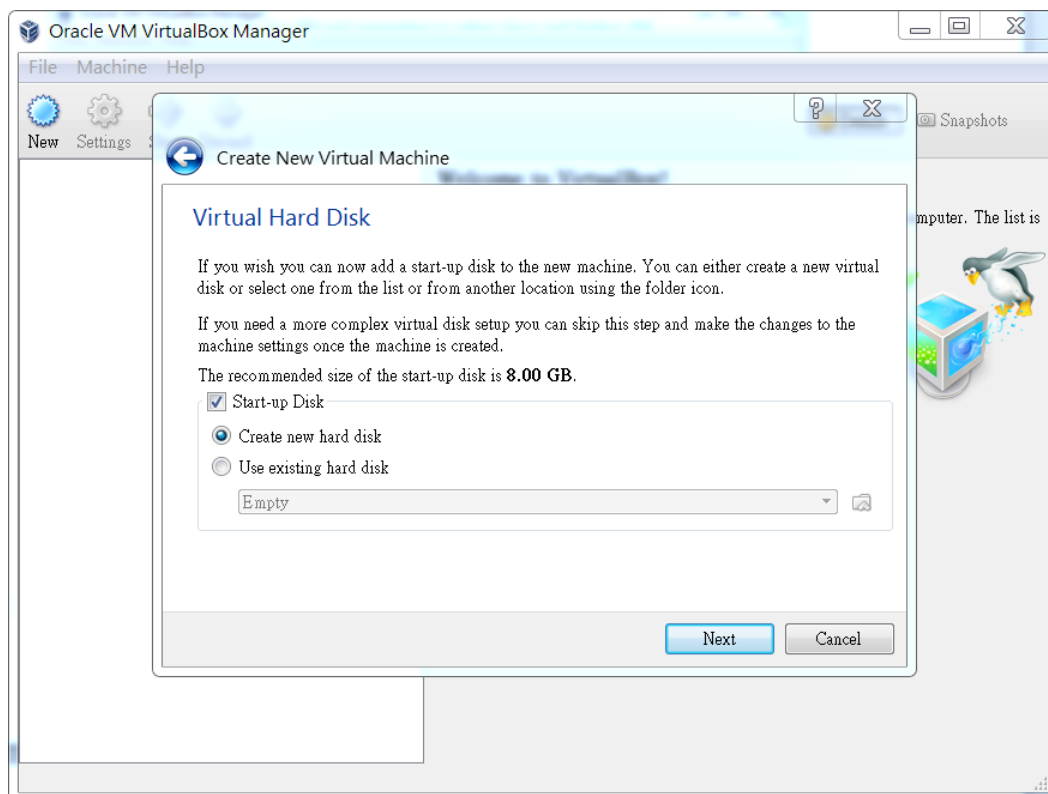 Oracle VM VirtualBox Manager
File Machine Help
New Settings
Snapshots
Create New Virtual Machine
Welcome to VirtualBox!
mputer. The list is
Virtual Hard Disk
If you wish you can now add a start-up disk to the new machine. You can either create a new virtual
disk or select one from the list or from another location using the folder icon.
If you need a more complex virtual disk setup you can skip this step and make the changes to the
machine settings once the machine is created.
The recommended size of the start-up disk is 8.00 GB.
Start-up Disk
Create new hard disk
Use existing hard disk
Empty
Next Cancel